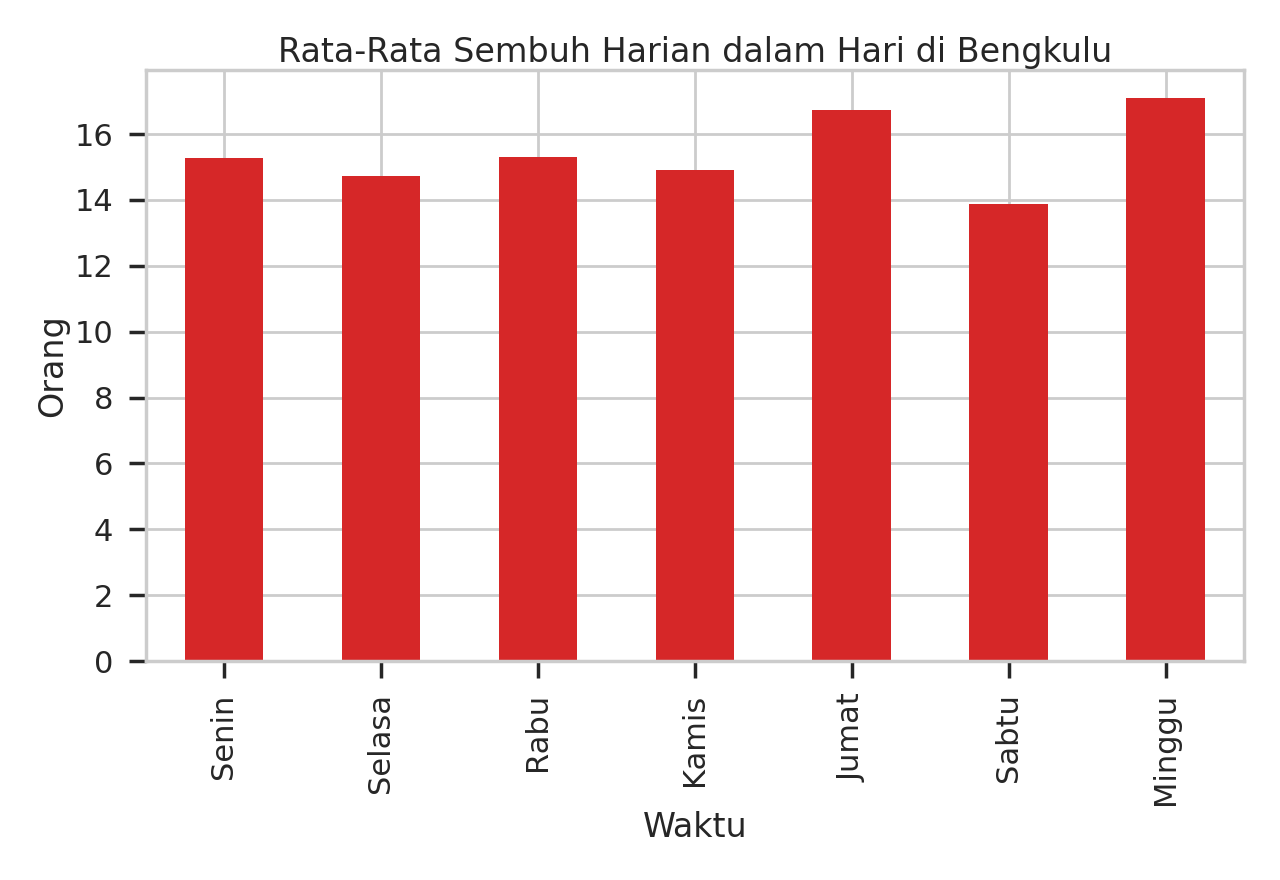 Rata-Rata Sembuh Harian dalam Hari di Bengkulu
16
14
12
10
8
6
4
2
0
Orang
Senin
Selasa
Rabu
Kamis
Jumat
Sabtu
Minggu
Waktu